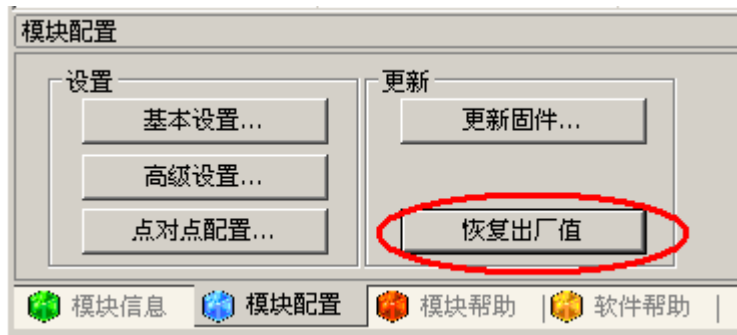 模块配置
设置
基本设置...
高级设置...
点对点配置...
更新
更新固件...
恢复出厂值
模块信息 模块配置 模块帮助 | 软件帮助 |